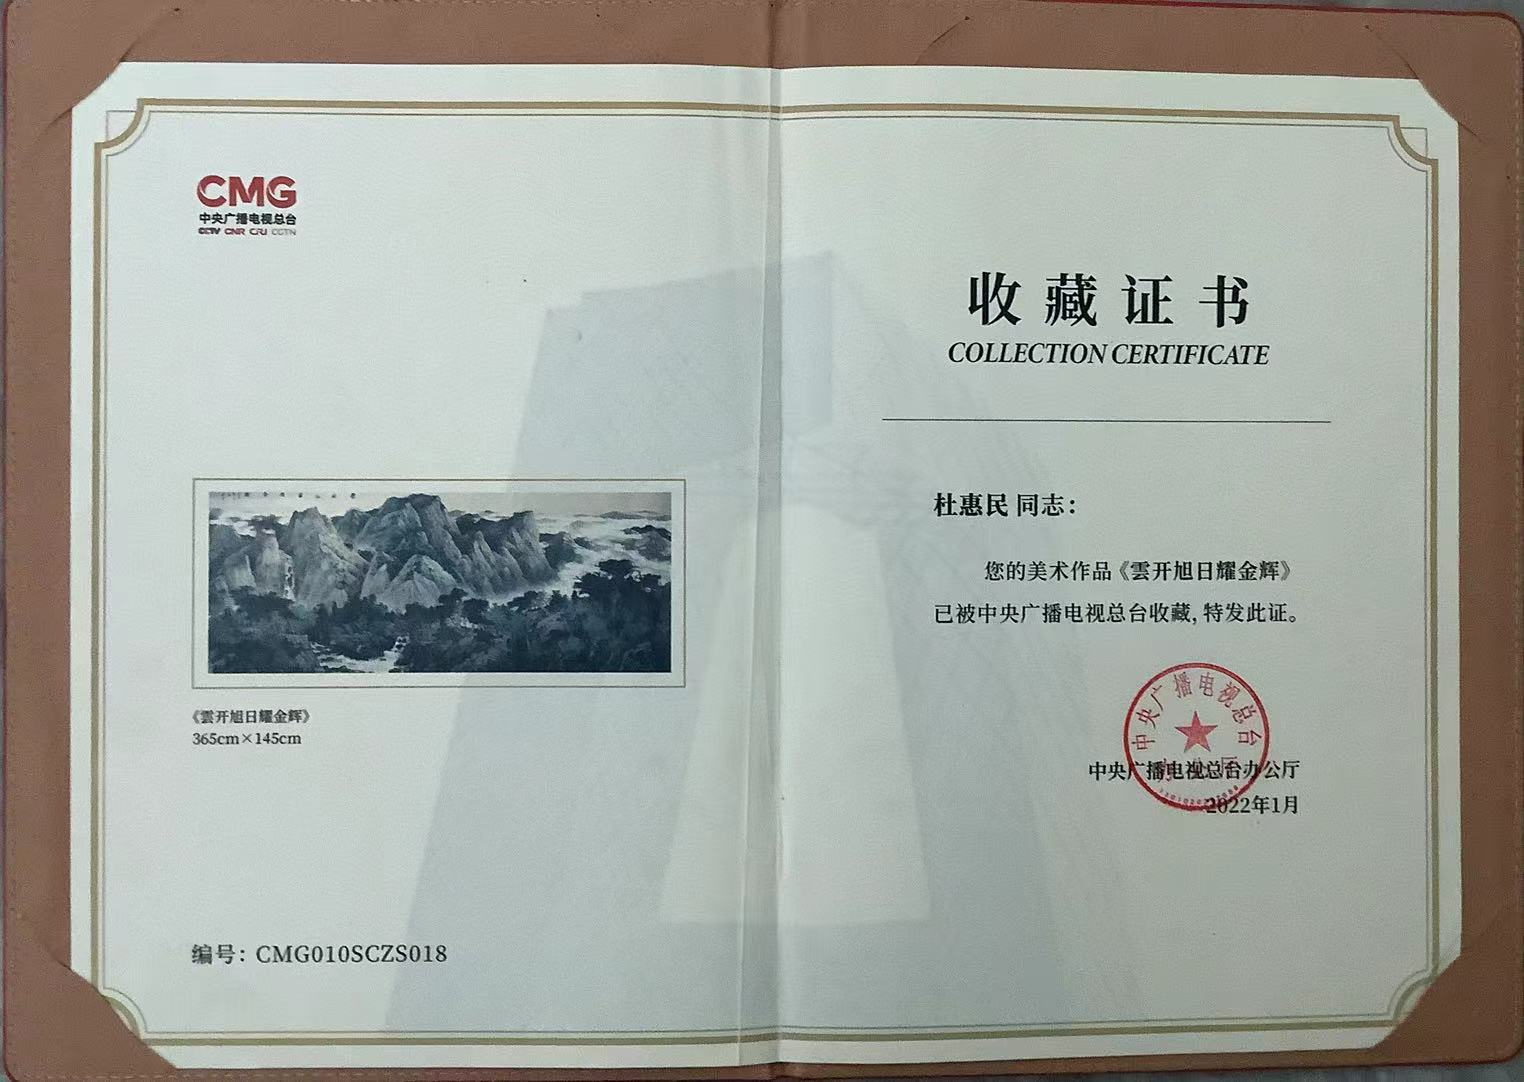 CMG
中央广播电视总台
CCTV CNR CRI CGTN
《雲开旭日耀金辉》
365cm×145cm
编号：CMG010SCZS018
收藏证书
COLLECTION CERTIFICATE
杜惠民 同志：
您的美术作品《雲开旭日耀金辉》
已被中央广播电视总台收藏，特发此证。
中央广播电视总台
中央广播电视总台办公厅
2022年1月